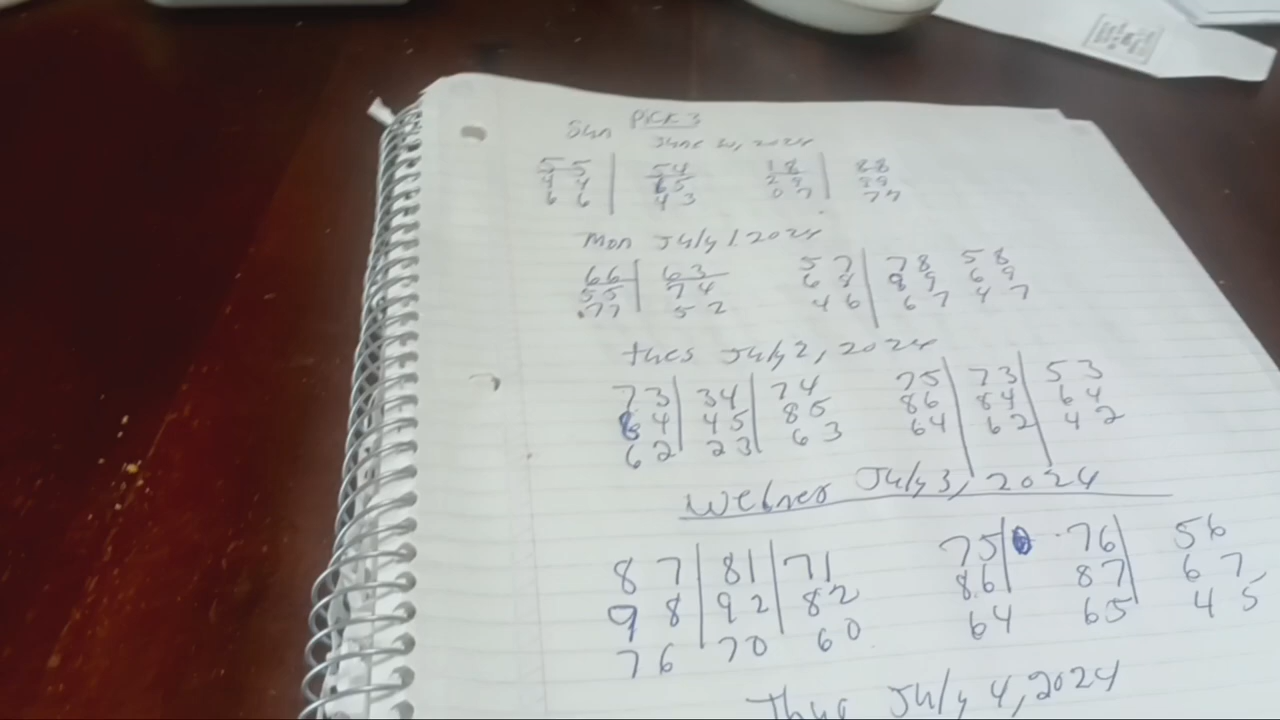 Pick 3
Sun June 30, 2024
55 | 54 18 | 88
44 | 65 29 | 99
66 | 43 07 | 77
Mon July 1, 2024
66 | 63 57 | 78 58
55 | 74 68 | 89 69
77 | 52 46 | 67 47
tues July 2, 2024
73 | 34 | 74 75 | 73 | 53
84 | 45 | 85 86 | 84 | 64
62 | 23 | 63 64 | 62 | 42
July 3, 2024
87 | 81 | 71 75 | 76 | 56
98 | 92 | 82 86 | 87 | 67
76 70 60 64 65 45
July 4, 2024